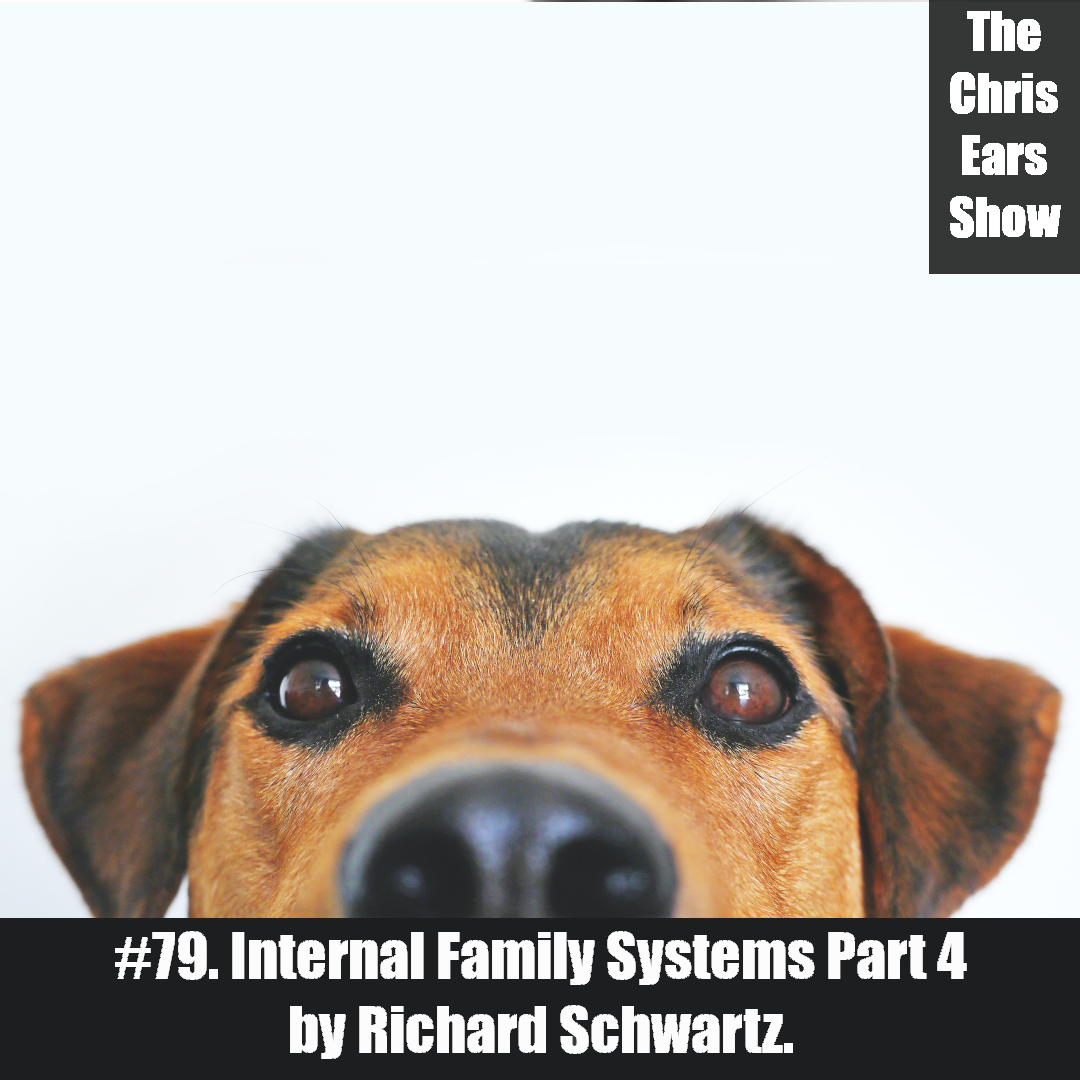 The
Chris
Ears
Show
#79. Internal Family Systems Part 4
by Richard Schwartz.